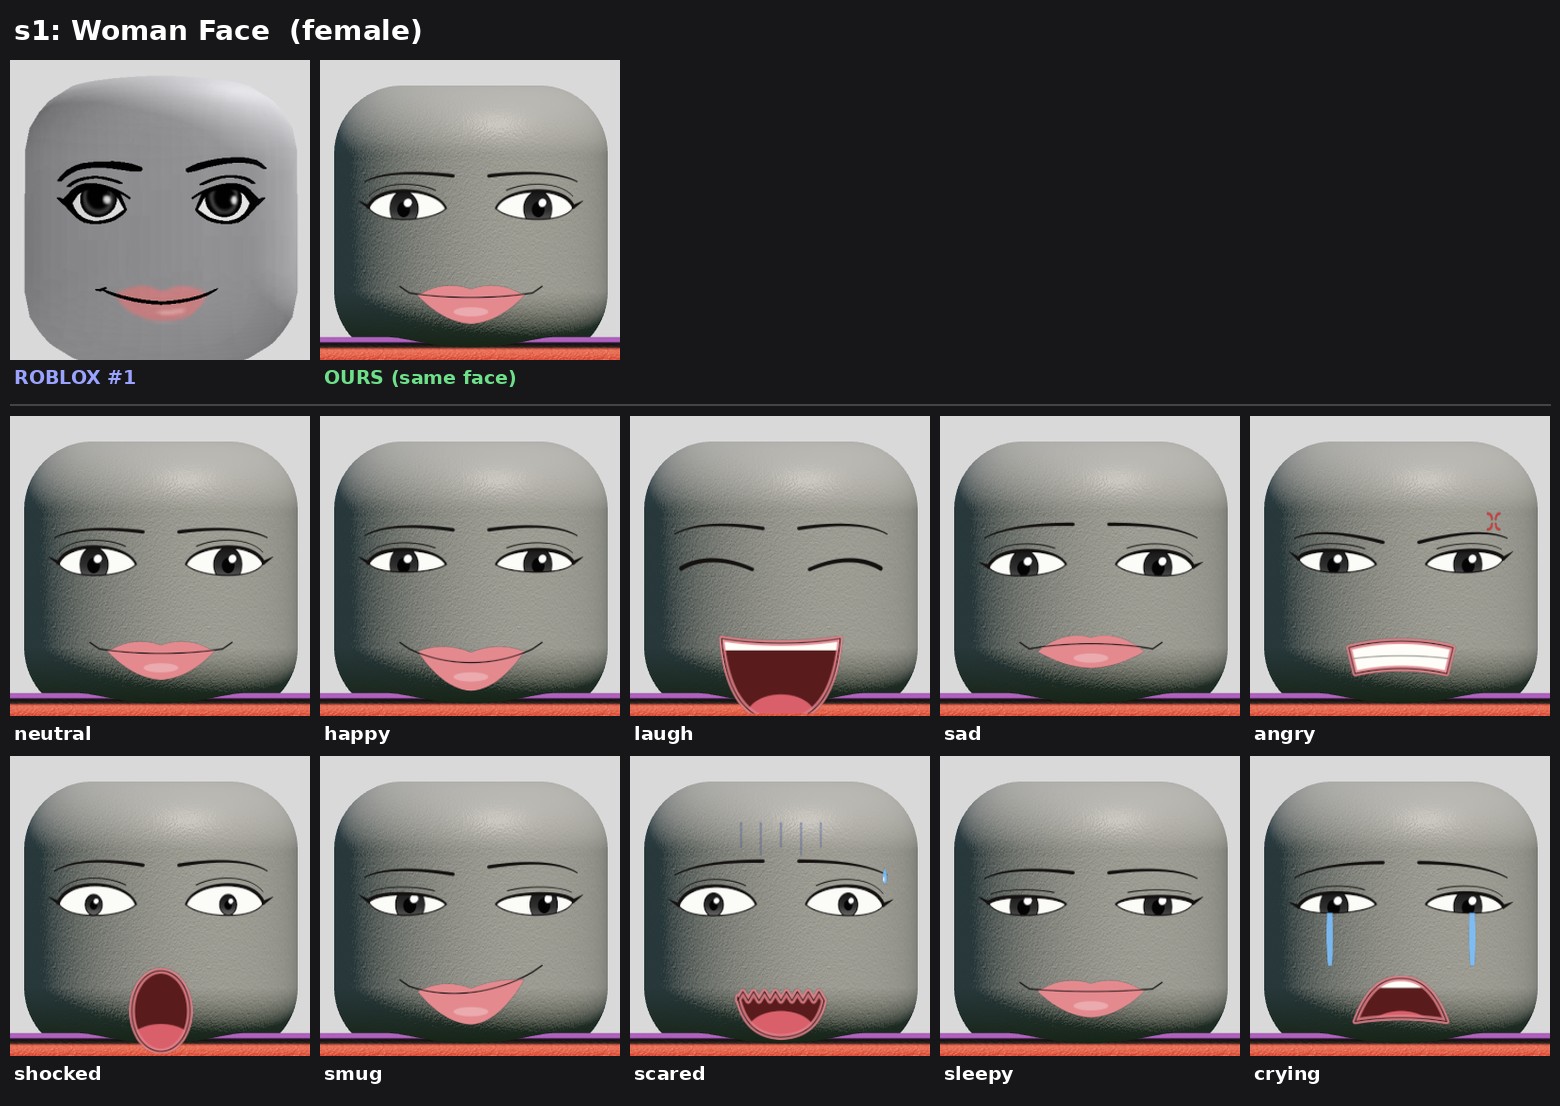 s1: Woman Face  (female)
ROBLOX #1
OURS (same face)
neutral
happy
laugh
sad
angry
shocked
smug
scared
sleepy
crying